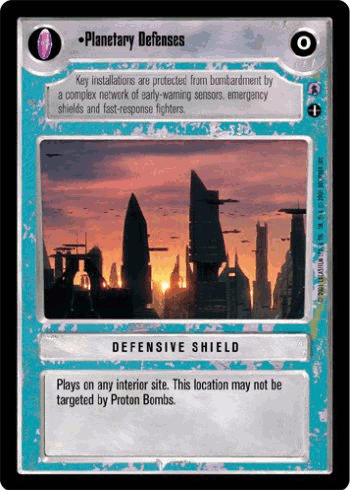 •Planetary Defenses
Key installations are protected from bombardment by
a complex network of early-warning sensors, emergency
shields and fast-response fighters.
DEFENSIVE SHIELD
Plays on any interior site. This location may not be
targeted by Proton Bombs.